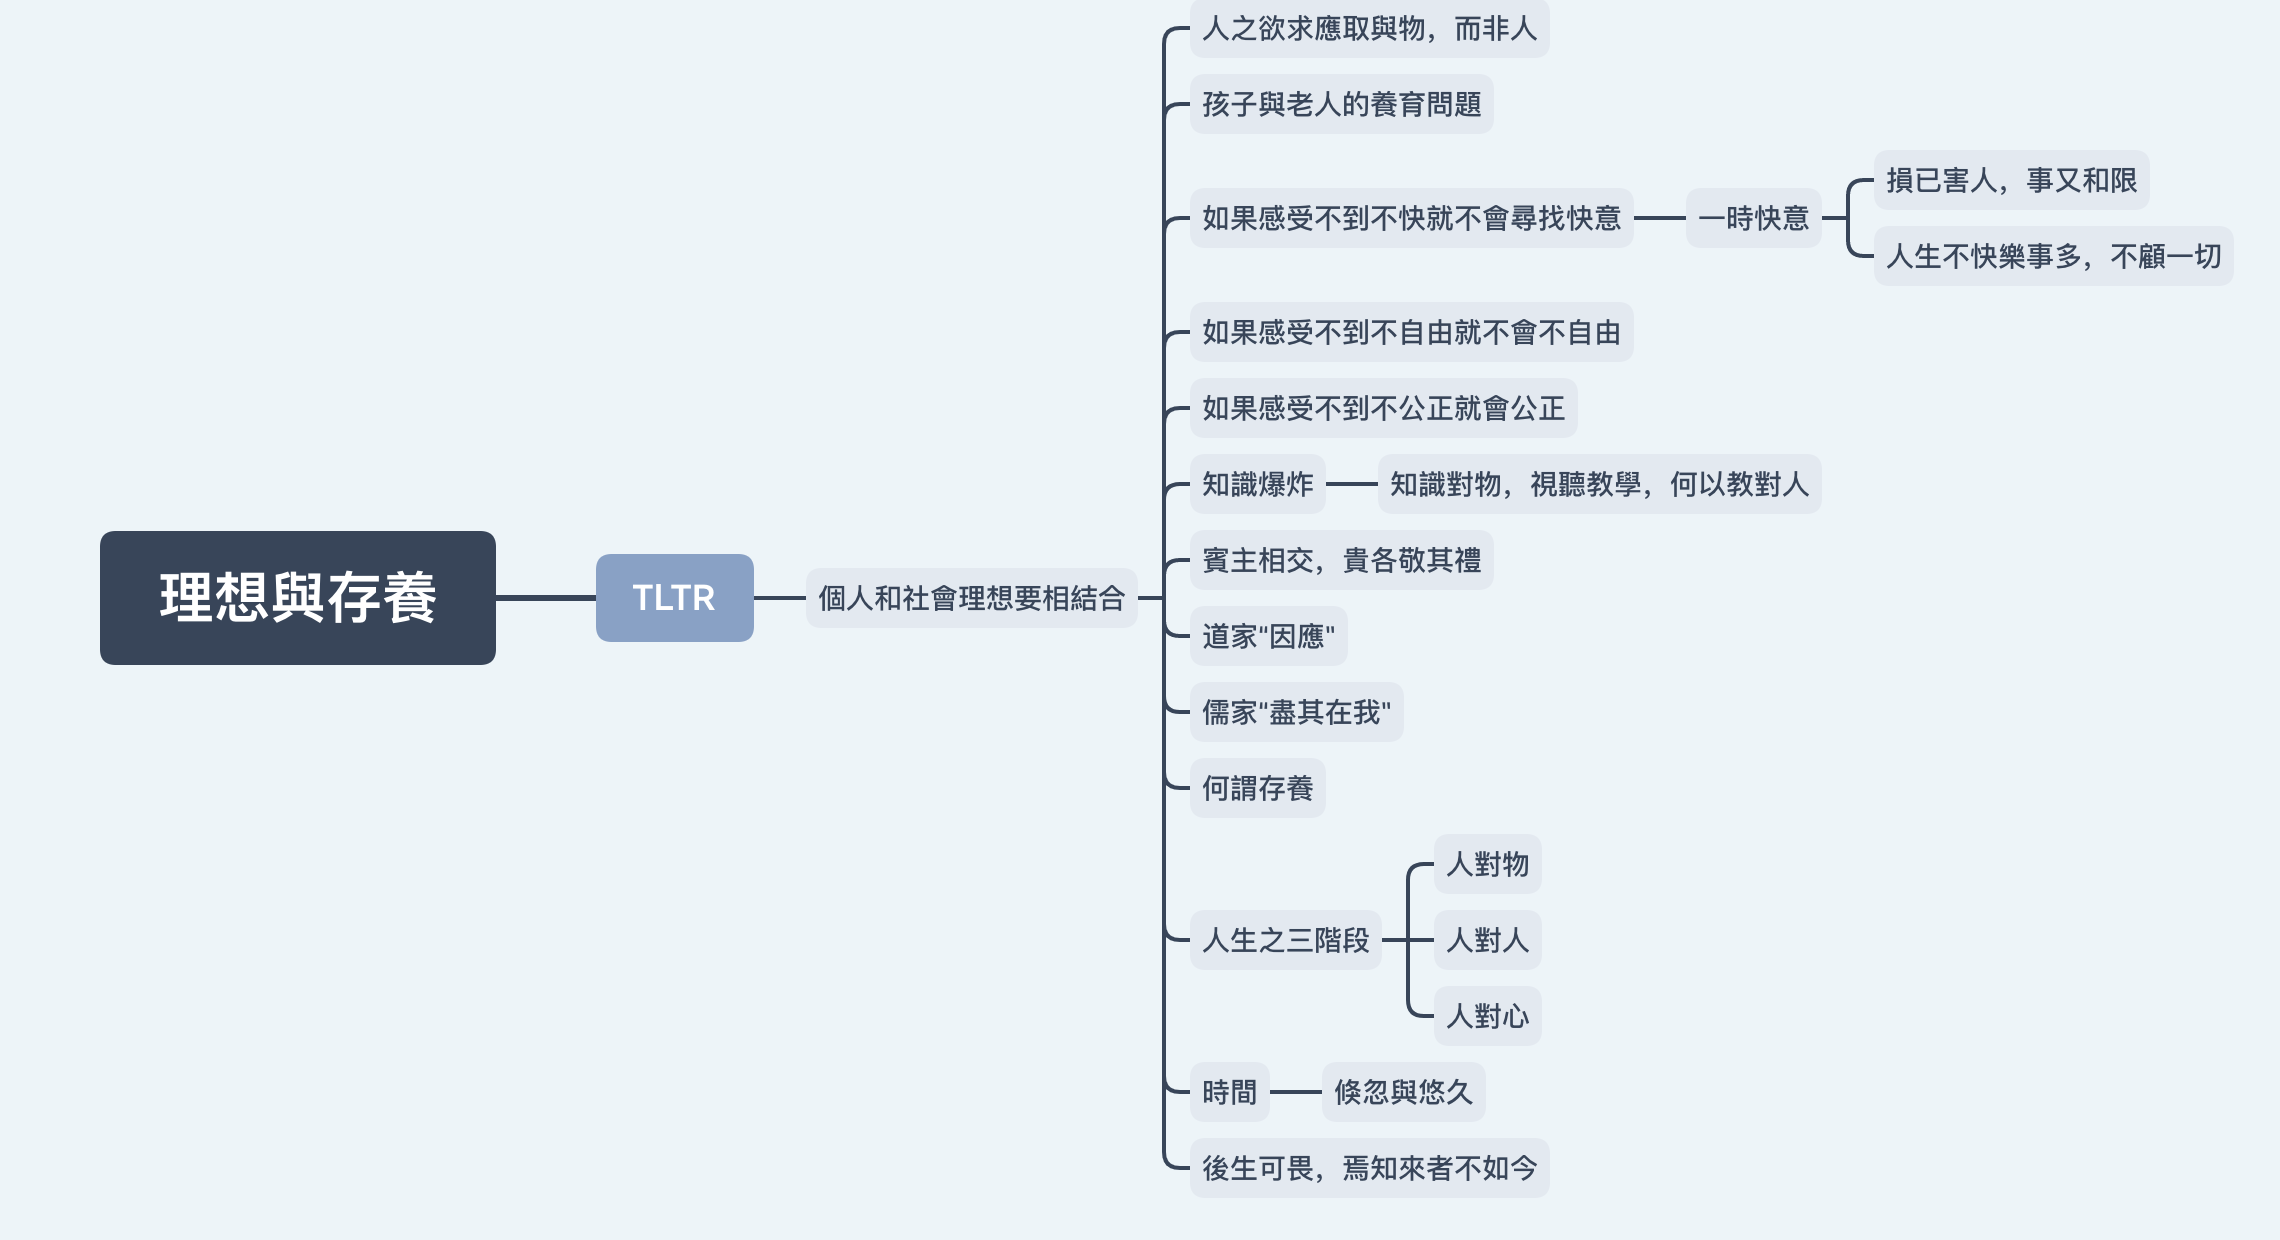 人之欲求應取與物，而非人
孩子與老人的養育問題
損已害人，事又和限
如果感受不到不快就不會尋找快意
一時快意
人生不快樂事多，不顧一切
如果感受不到不自由就不會不自由
如果感受不到不公正就會公正
知識爆炸
知識對物，視聽教學，何以教對人
賓主相交，貴各敬其禮
理想與存養
TLTR
個人和社會理想要相結合
道家“因應"
儒家“盡其在我"
何謂存養
人對物
人生之三階段
人對人
人對心
時間
倏忽與悠久
後生可畏，焉知來者不如今